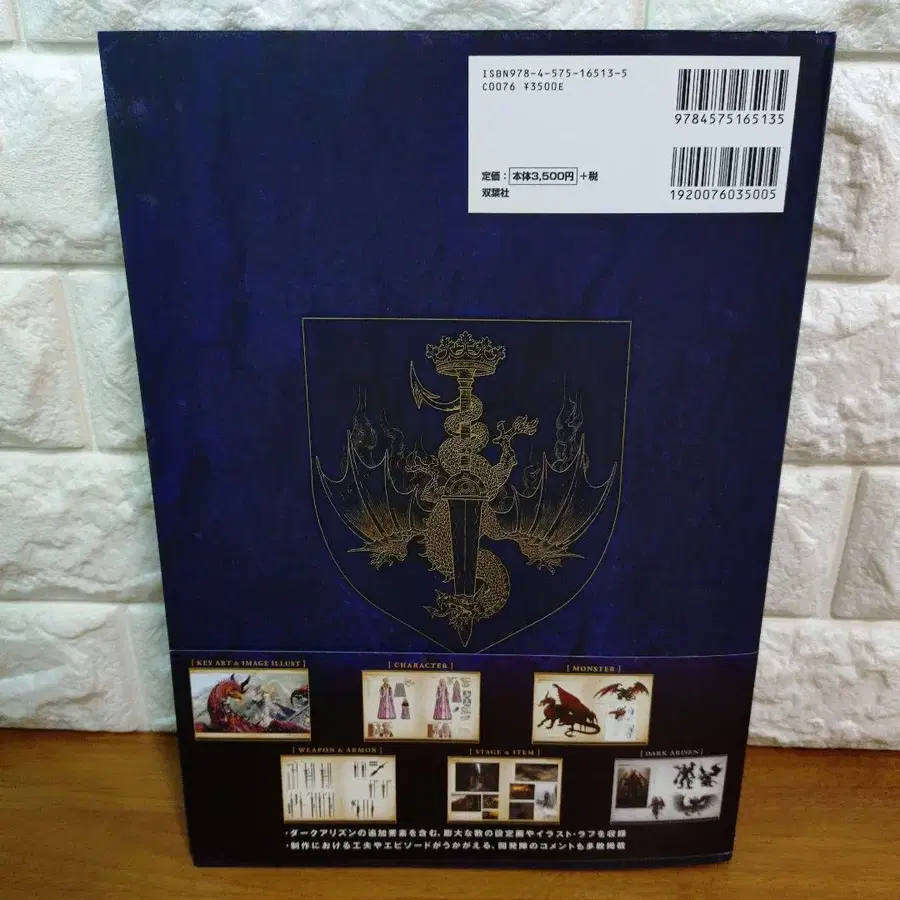 ISBN978-4-575-16513-5
C0076 ¥3500E
9784575165135
定価：本体3,500円+税
双葉社
1920076035005
[ KEY ART & IMAGE ILLUST ]
[ CHARACTER ]
[ MONSTER ]
[ WEAPON & ARMOR ]
[ STAGE & ITEM ]
[ DARK ARISEN ]
・ダークアリズンの追加要素を含む、膨大な数の設定画やイラスト・ラフを収録
・制作における工夫やエピソードがうかがえる、開発陣のコメントも多数掲載